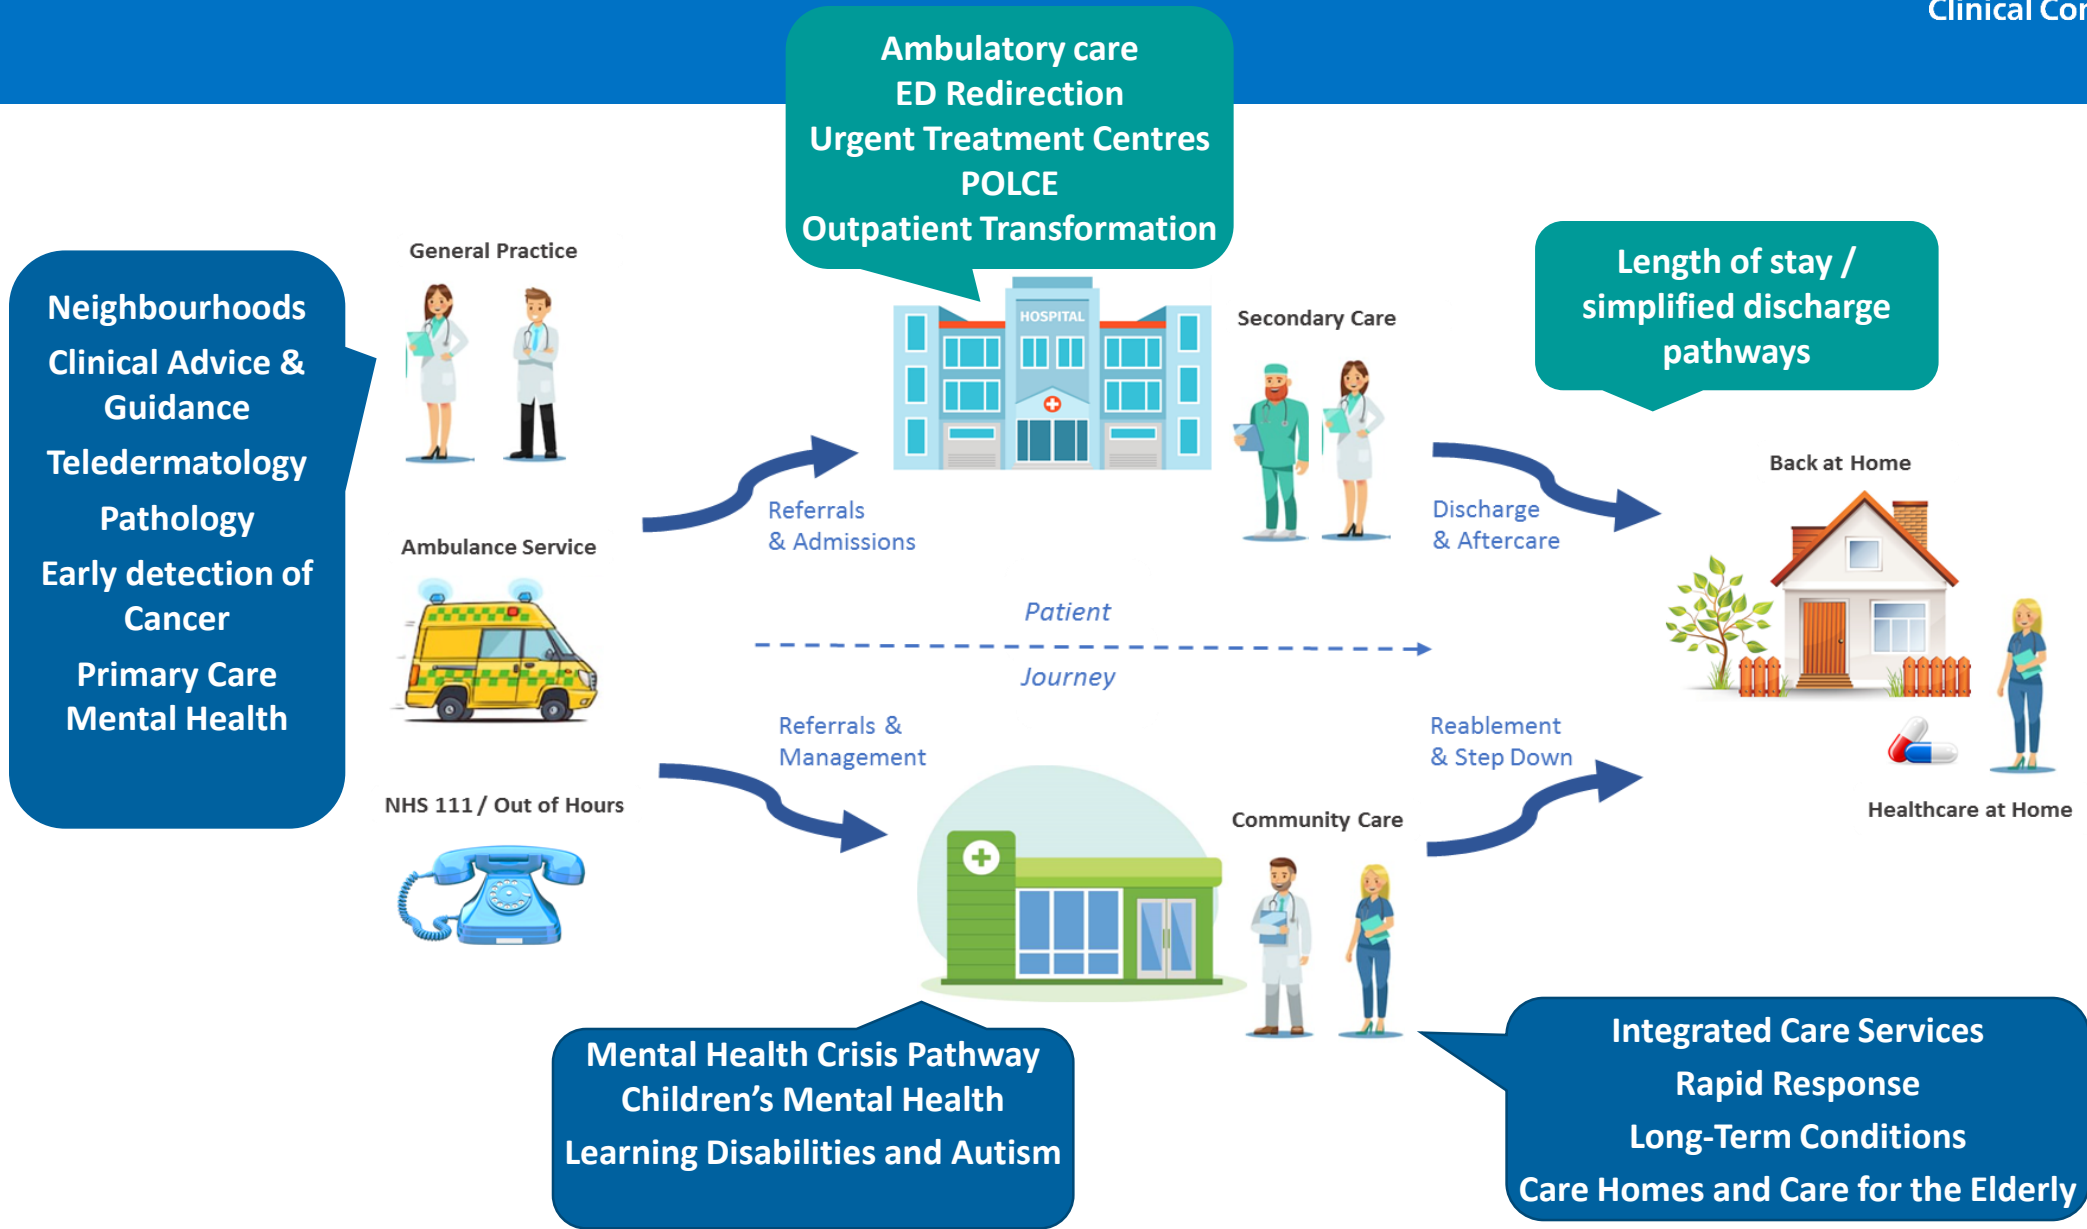 Clinical Com
Ambulatory care
ED Redirection
Urgent Treatment Centres
POLCE
Outpatient Transformation
Neighbourhoods
Clinical Advice &
Guidance
Teledermatology
Pathology
Early detection of
Cancer
Primary Care
Mental Health
General Practice
HOSPITAL
Secondary Care
Length of stay /
simplified discharge
pathways
Referrals
& Admissions
Discharge
& Aftercare
Back at Home
Ambulance Service
Patient
Journey
Referrals &
Management
Reablement
& Step Down
NHS 111 / Out of Hours
Community Care
Healthcare at Home
Mental Health Crisis Pathway
Children's Mental Health
Learning Disabilities and Autism
Integrated Care Services
Rapid Response
Long-Term Conditions
Care Homes and Care for the Elderly